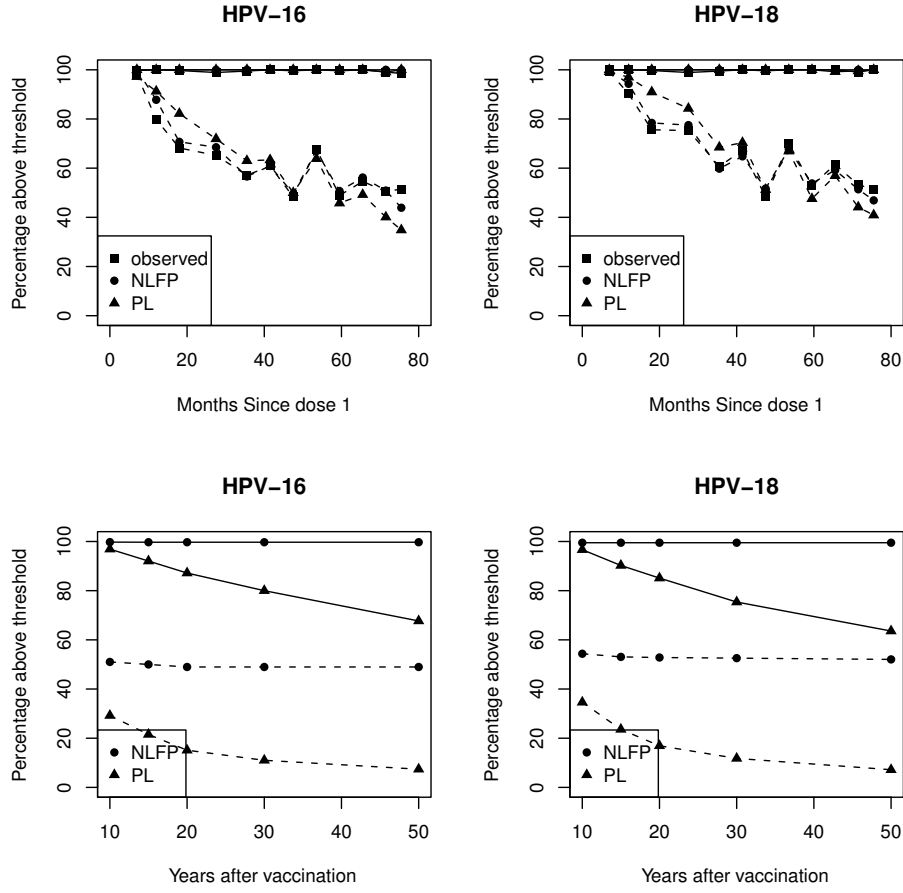 HPV−16
Percentage above threshold
100
80
60
40
20
0
observed
NLFP
PL
0 20 40 60 80
Months Since dose 1
HPV−18
Percentage above threshold
100
80
60
40
20
0
observed
NLFP
PL
0 20 40 60 80
Months Since dose 1
HPV−16
Percentage above threshold
100
80
60
40
20
0
NLFP
PL
10 20 30 40 50
Years after vaccination
HPV−18
Percentage above threshold
100
80
60
40
20
0
NLFP
PL
10 20 30 40 50
Years after vaccination